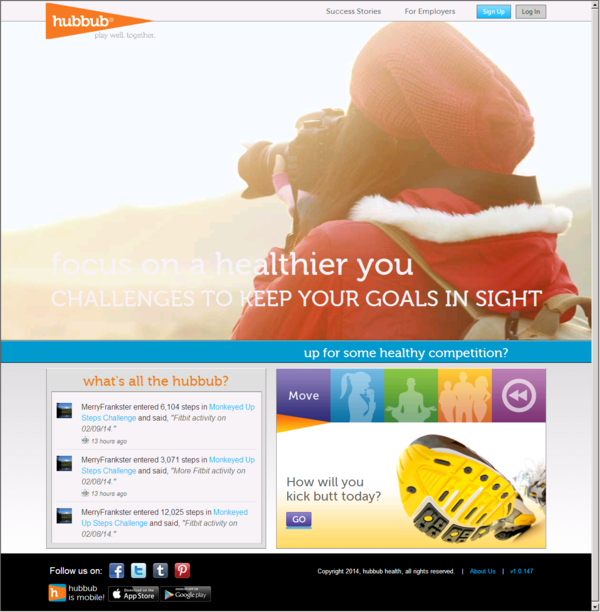 hubbub®
play well. together.
Success Stories
For Employers
Sign Up
Log In
focus on a healthier you
CHALLENGES TO KEEP YOUR GOALS IN SIGHT
up for some healthy competition?
what's all the hubbub?
MerryFrankster entered 6,104 steps in Monkeyed Up
Steps Challenge and said, "Fitbit activity on
02/09/14."
13 hours ago
MerryFrankster entered 3,071 steps in Monkeyed Up
Steps Challenge and said, "More Fitbit activity on
02/08/14."
13 hours ago
MerryFrankster entered 12,025 steps in Monkeyed
Up Steps Challenge and said, "Fitbit activity on
02/08/14."
Move
How will you
kick butt today?
GO
Follow us on:
hubbub
is mobile!
Download on the
App Store
Google play
Copyright 2014, hubbub health, all rights reserved. | About Us | v1.0.147